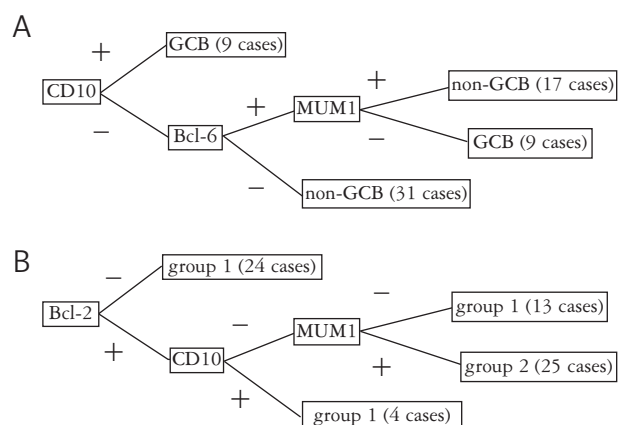 A
+
GCB (9 cases)
CD10
+
non-GCB (17 cases)
+
MUM1
−
Bcl-6
−
GCB (9 cases)
−
non-GCB (31 cases)
B
−
group 1 (24 cases)
Bcl-2
−
−
group 1 (13 cases)
MUM1
+
CD10
+
group 2 (25 cases)
+
group 1 (4 cases)